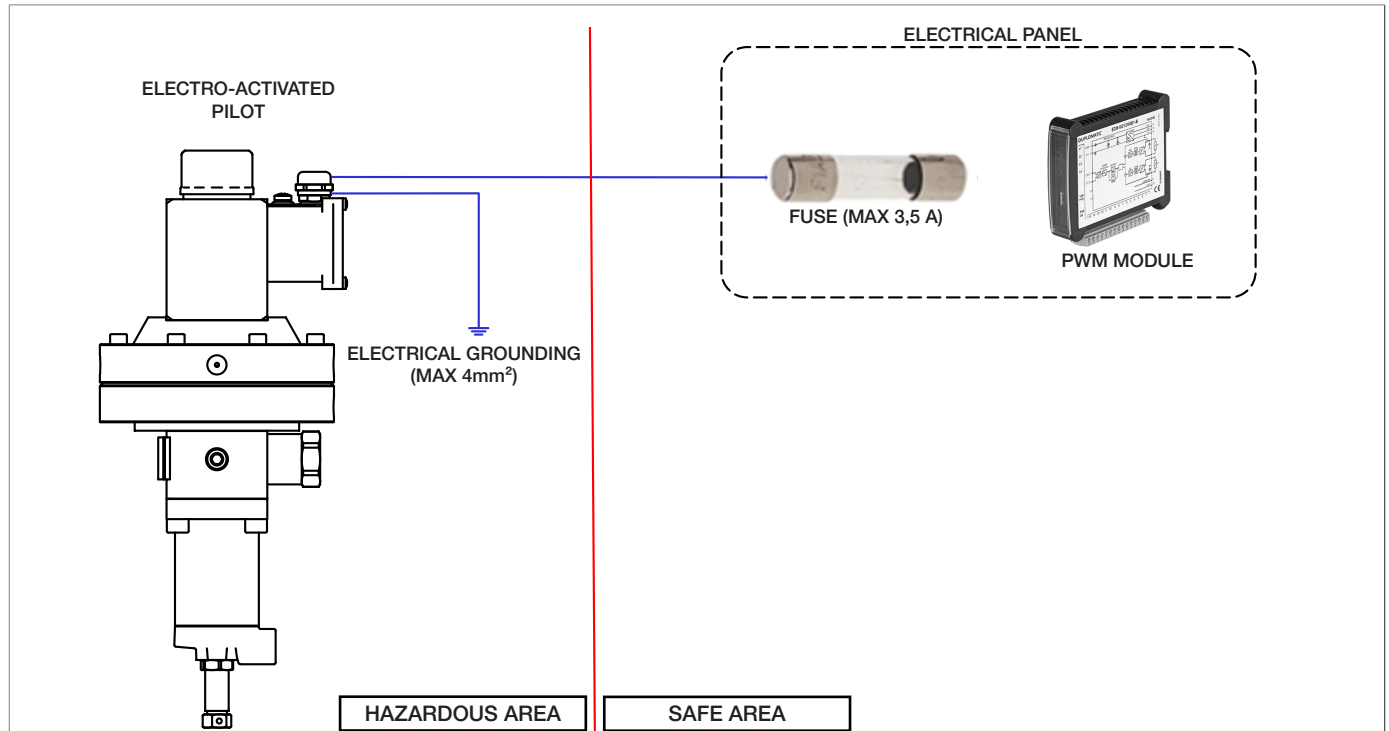 ELECTRICAL PANEL
ELECTRO-ACTIVATED
PILOT
FUSE (MAX 3,5 A)
PWM MODULE
ELECTRICAL GROUNDING
(MAX 4mm²)
HAZARDOUS AREA
SAFE AREA